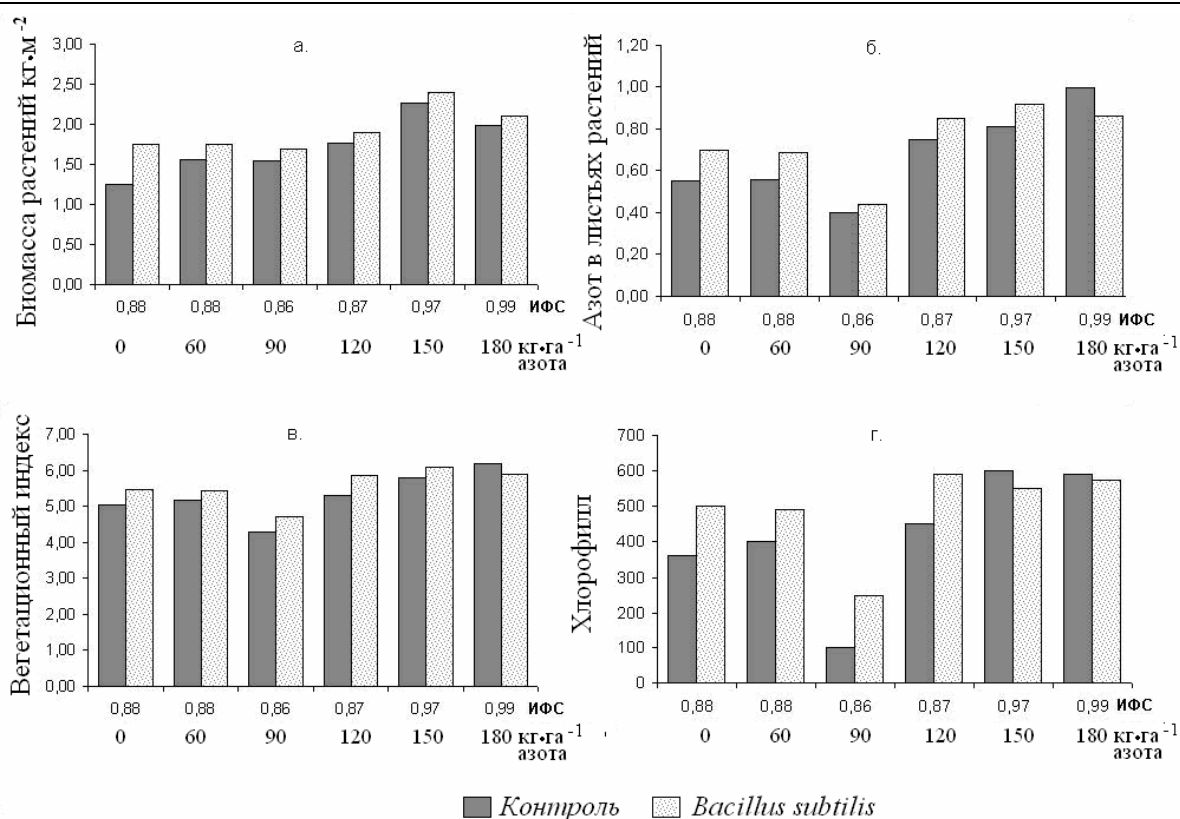 Биомасса растений кг•м -2
а.
3,00
2,50
2,00
1,50
1,00
0,50
0,00
0,88 0,88 0,86 0,87 0,97 0,99 ИФС
0 60 90 120 150 180 кг•га -1
азота
Азот в листьях растений
б.
1,20
1,00
0,80
0,60
0,40
0,20
0,00
0,88 0,88 0,86 0,87 0,97 0,99 ИФС
0 60 90 120 150 180 кг•га -1
азота
Вегетационный индекс
в.
7,00
6,00
5,00
4,00
3,00
2,00
1,00
0,00
0,88 0,88 0,86 0,87 0,97 0,99 ИФС
0 60 90 120 150 180 кг•га -1
азота
Хлорофилл
г.
700
600
500
400
300
200
100
0
0,88 0,88 0,86 0,87 0,97 0,99 ИФС
0 60 90 120 150 180 кг•га -1
азота
Контроль Bacillus subtilis